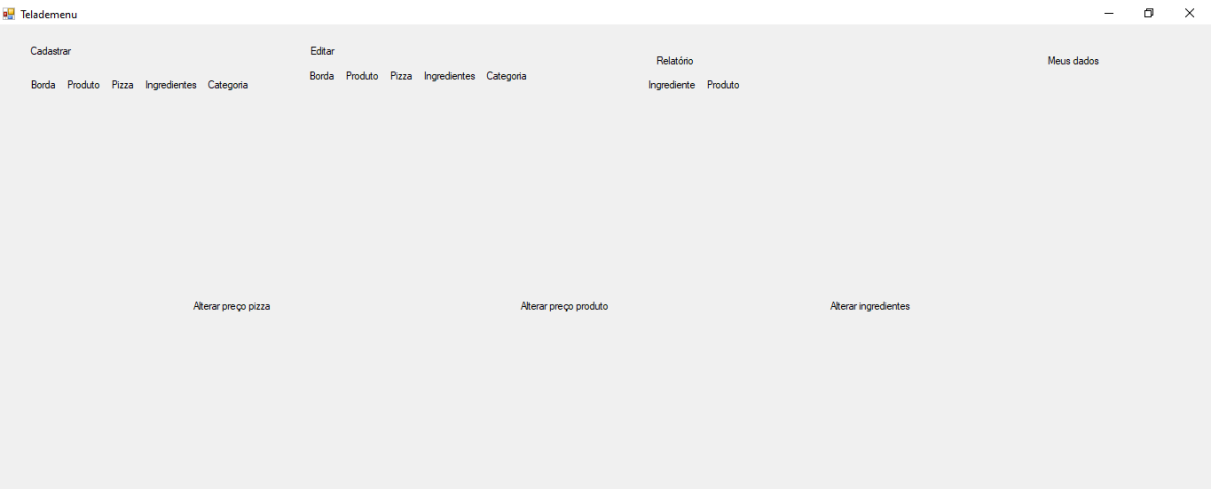 Telademenu
Cadastrar
Editar
Relatório
Meus dados
Borda Produto Pizza Ingredientes Categoria
Borda Produto Pizza Ingredientes Categoria
Ingrediente Produto
Alterar preço pizza
Alterar preço produto
Alterar ingredientes